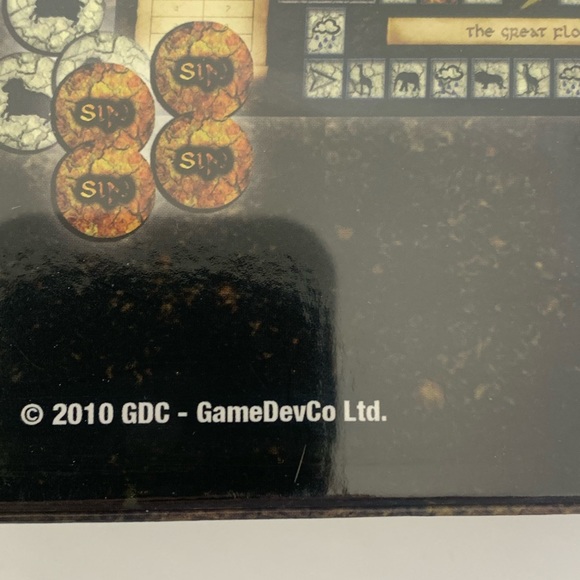 THE GREAT FLO
SIN
SIN
SIN
SIN
© 2010 GDC - GameDevCo Ltd.